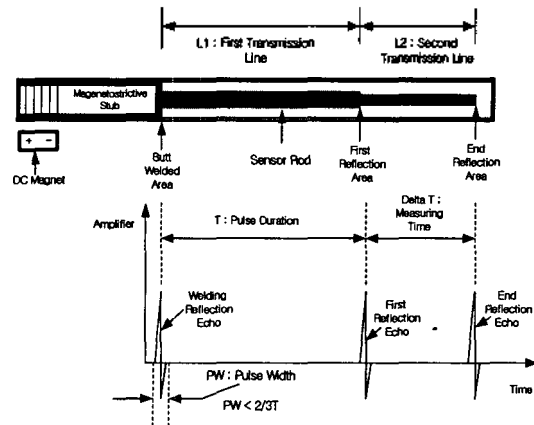 L1 : First Transmission
Line
L2 : Second
Transmission Line
Megenetostrictive
Stub
+ -
DC Magnet
Butt
Welded
Area
Sensor Rod
First
Reflection
Area
End
Reflection
Area
Amplifier
T : Pulse Duration
Delta T :
Measuring
Time
Welding
Reflection
Echo
First
Reflection
Echo
End
Reflection
Echo
PW : Pulse Width
PW < 2/3T
Time